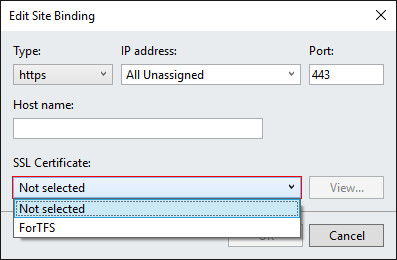 Edit Site Binding
Type: IP address: Port:
https All Unassigned 443
Host name:
SSL Certificate:
Not selected View...
Not selected
ForTFS
OK Cancel